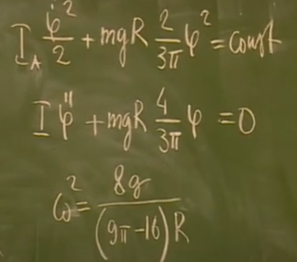 I_A φ̇²/2 + mgR 2/3π φ² = const
I φ̈ + mgR 4/3π φ = 0
ω² = 8g/(9π-16)R